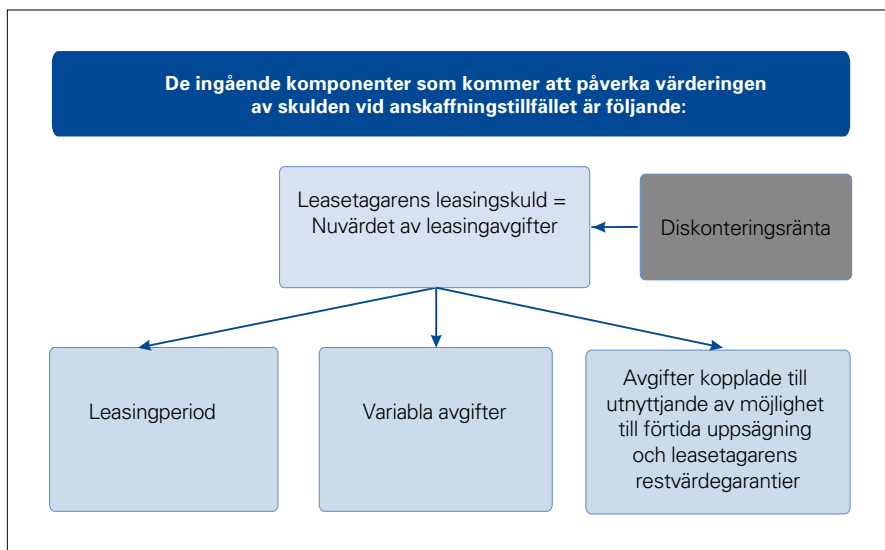 De ingående komponenter som kommer att påverka värderingen
av skulden vid anskaffningstillfället är följande:
Leasetagarens leasingskuld =
Nuvärdet av leasingavgifter
Diskonteringsränta
Leasingperiod
Variabla avgifter
Avgifter kopplade till
utnyttjande av möjlighet
till förtida uppsägning
och leasetagarens
restvärdegarantier